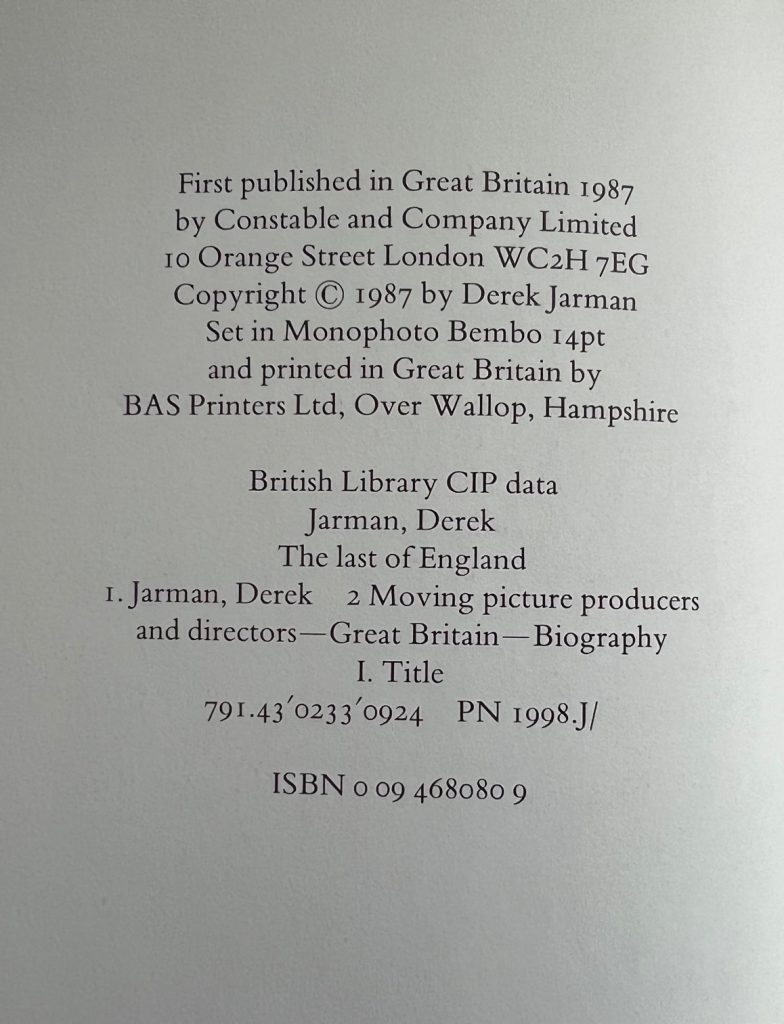 First published in Great Britain 1987
by Constable and Company Limited
10 Orange Street London WC2H 7EG
Copyright © 1987 by Derek Jarman
Set in Monophoto Bembo 14pt
and printed in Great Britain by
BAS Printers Ltd, Over Wallop, Hampshire
British Library CIP data
Jarman, Derek
The last of England
1. Jarman, Derek 2 Moving picture producers
and directors—Great Britain—Biography
I. Title
791.43′0233′0924 PN 1998.J/
ISBN 0 09 468080 9